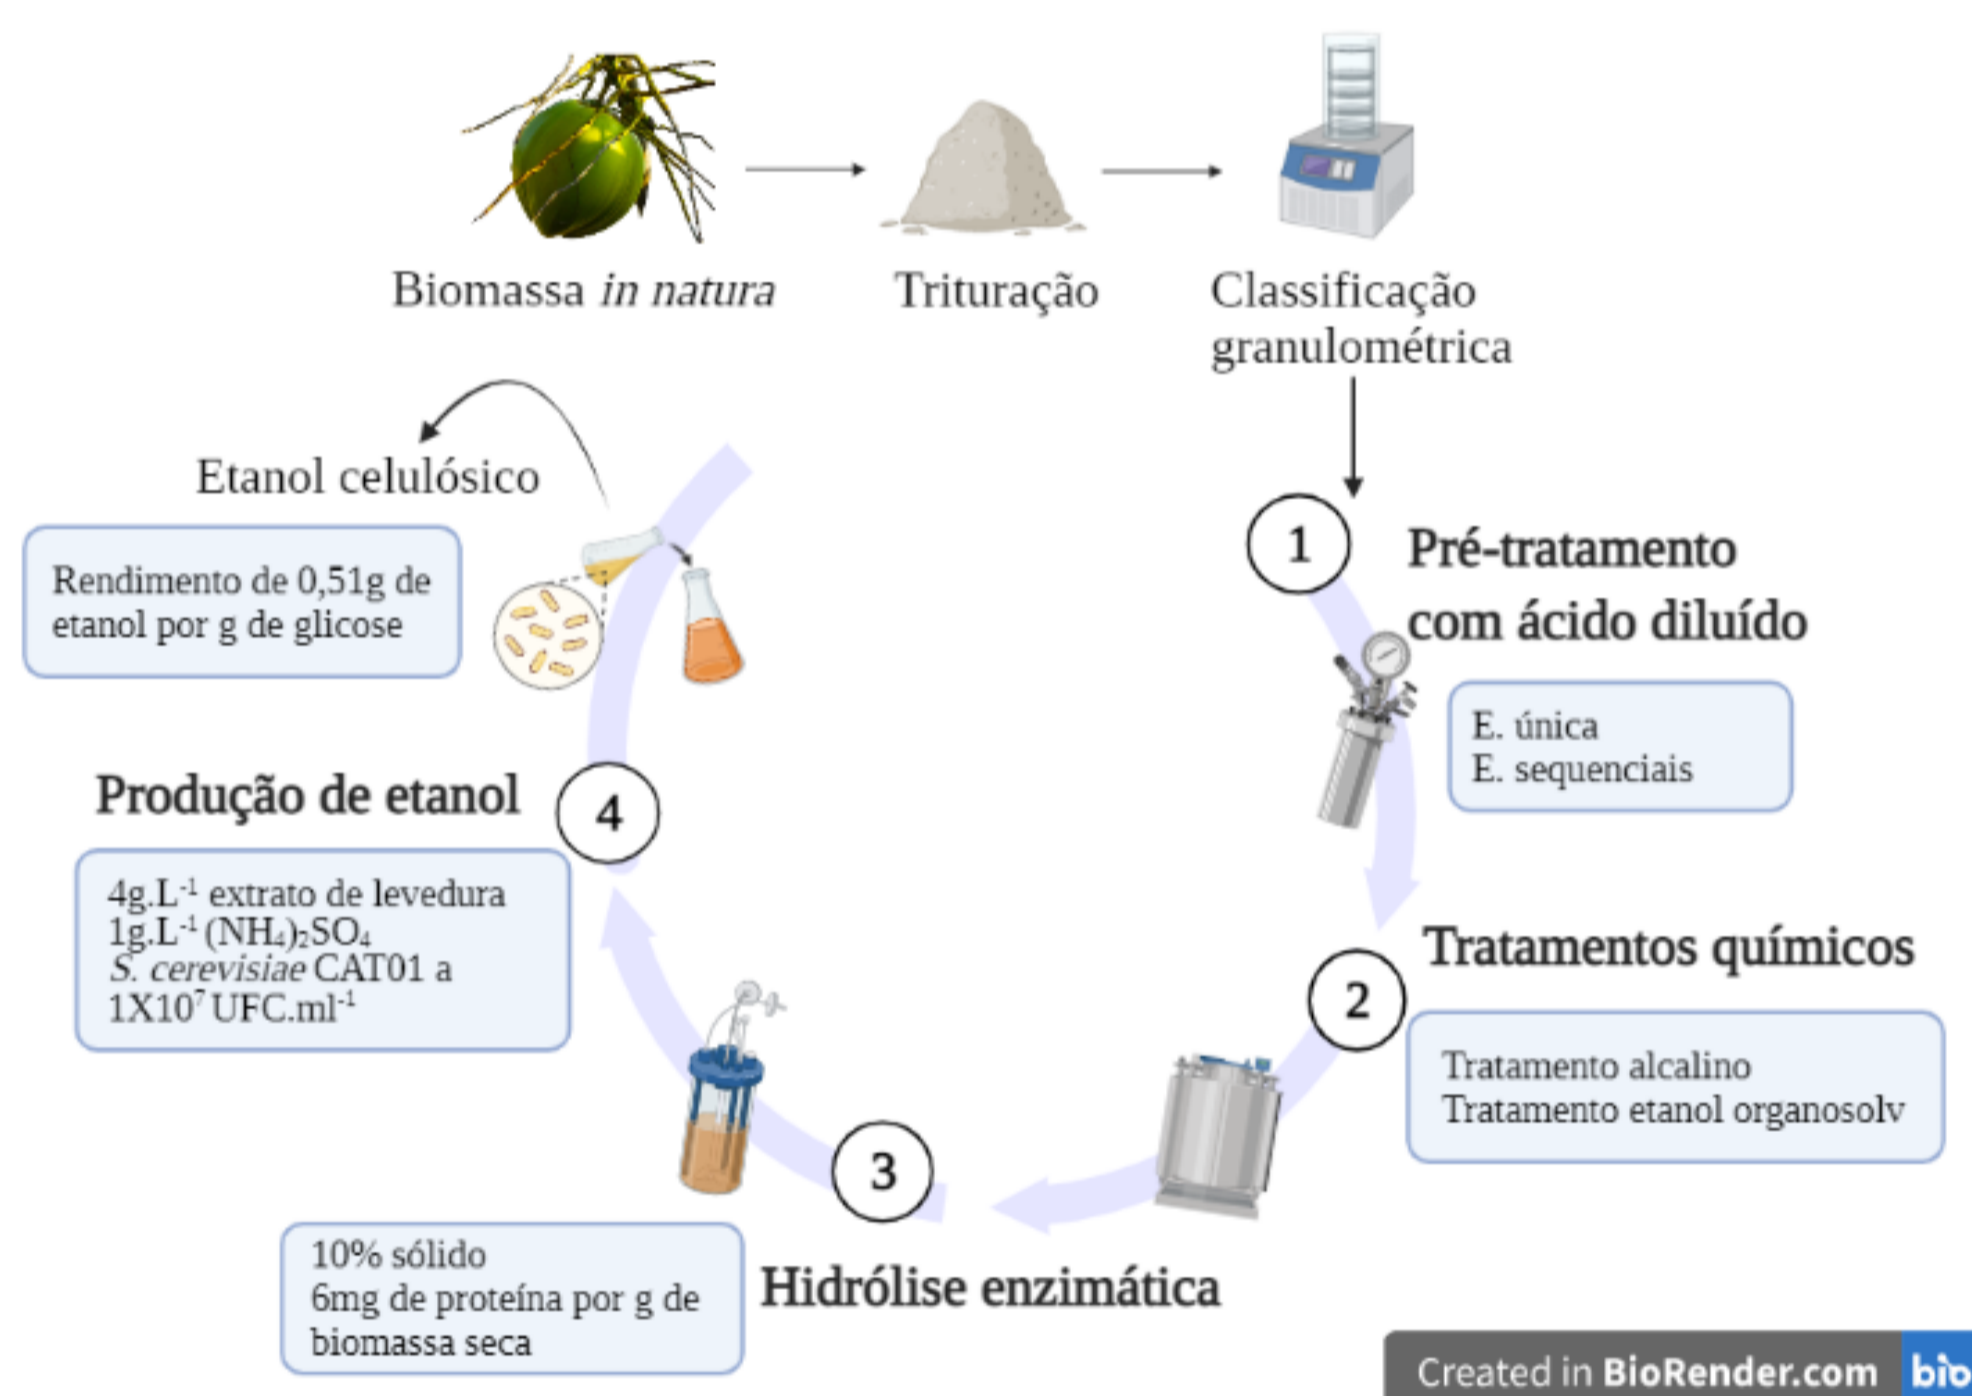 Biomassa in natura
Trituração
Classificação
granulométrica
Etanol celulósico
Rendimento de 0,51g de
etanol por g de glicose
1
Pré-tratamento
com ácido diluído
E. única
E. sequenciais
2
Tratamentos químicos
Tratamento alcalino
Tratamento etanol organosolv
3
Hidrólise enzimática
10% sólido
6mg de proteína por g de
biomassa seca
4
Produção de etanol
4g.L⁻¹ extrato de levedura
1g.L⁻¹ (NH₄)₂SO₄
S. cerevisiae CAT01 a
1X10⁷ UFC.ml⁻¹
Created in BioRender.com bio